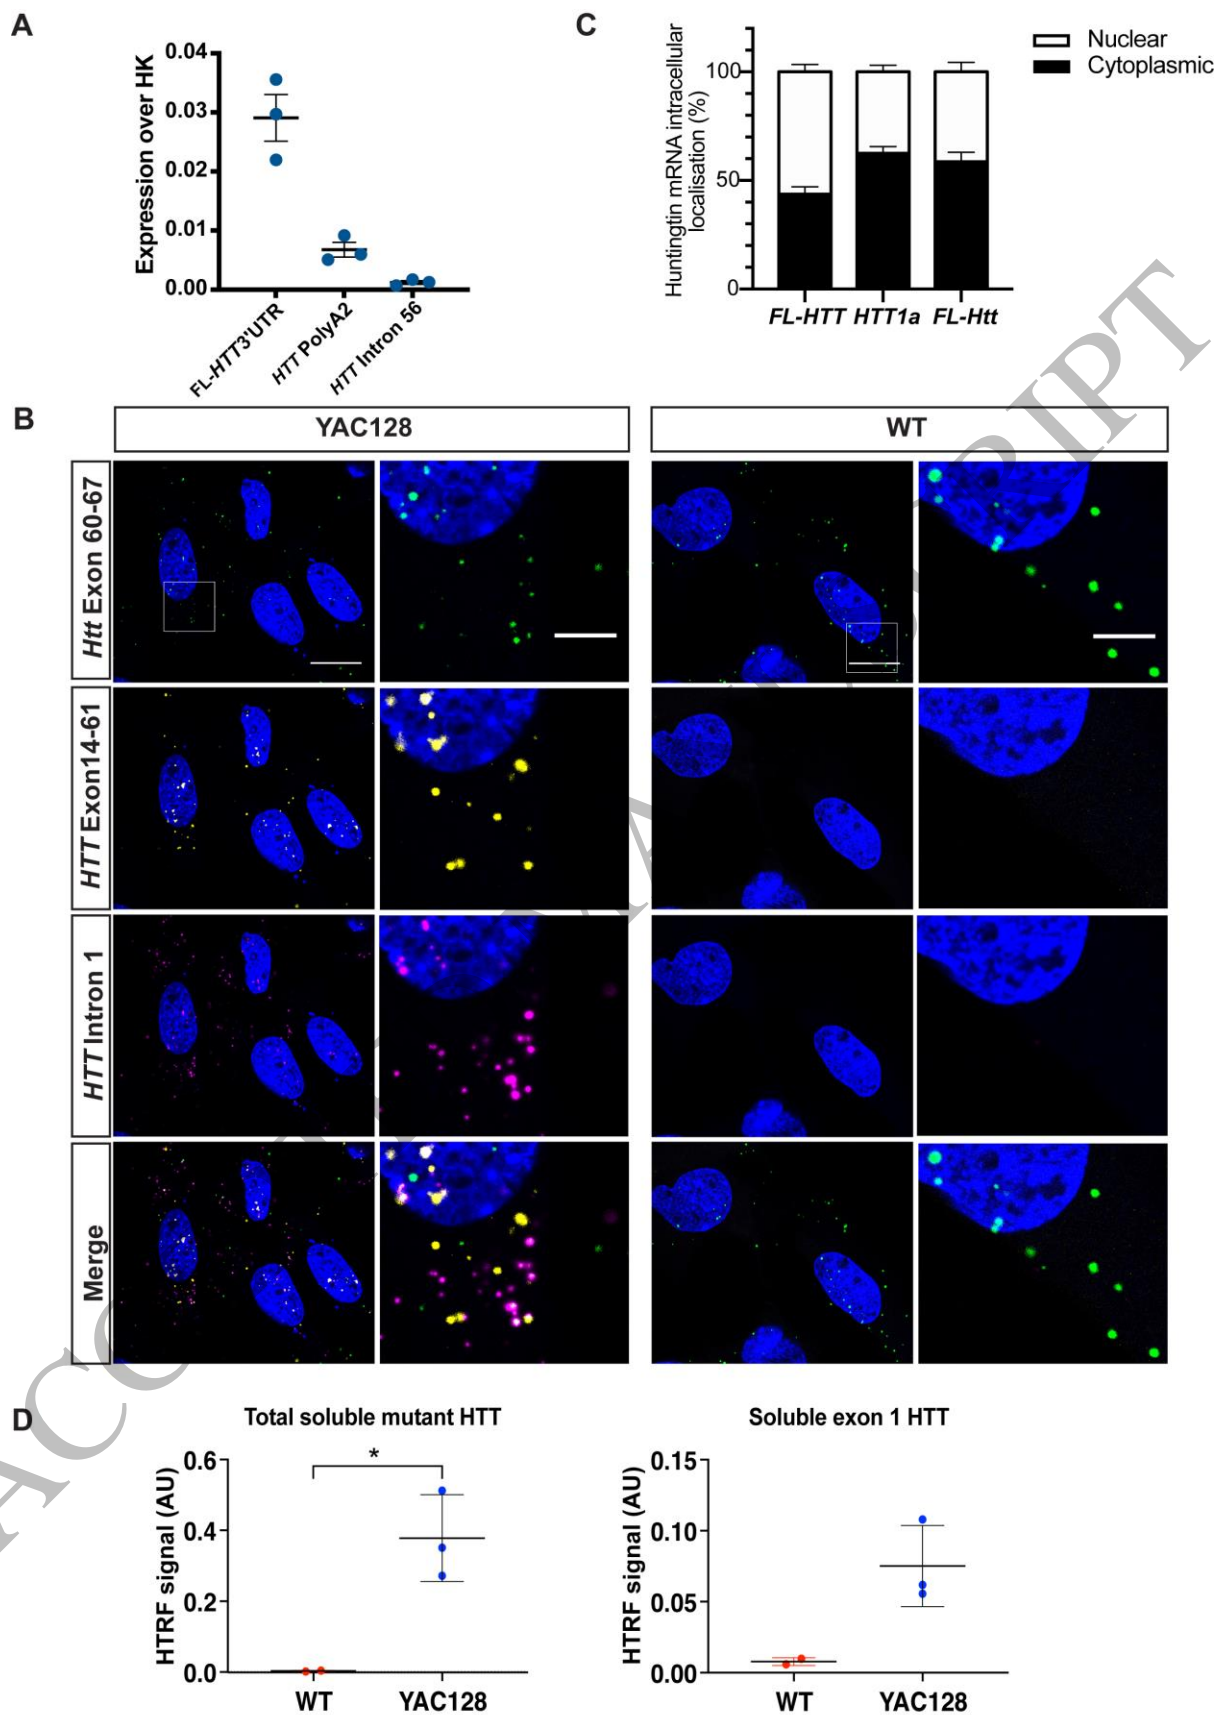 A
Expression over HK
0.04
0.03
0.02
0.01
0.00
FL-HTT3'UTR
HTT PolyA2
HTT Intron 56
C
Huntingtin mRNA intracellular
localisation (%)
100
50
0
FL-HTT HTT1a FL-Htt
Nuclear
Cytoplasmic
B
YAC128
WT
Htt Exon 60-67
HTT Exon14-61
HTT Intron 1
Merge
D
Total soluble mutant HTT
HTRF signal (AU)
0.6
0.4
0.2
0.0
*
WT
YAC128
Soluble exon 1 HTT
HTRF signal (AU)
0.15
0.10
0.05
0.00
WT
YAC128